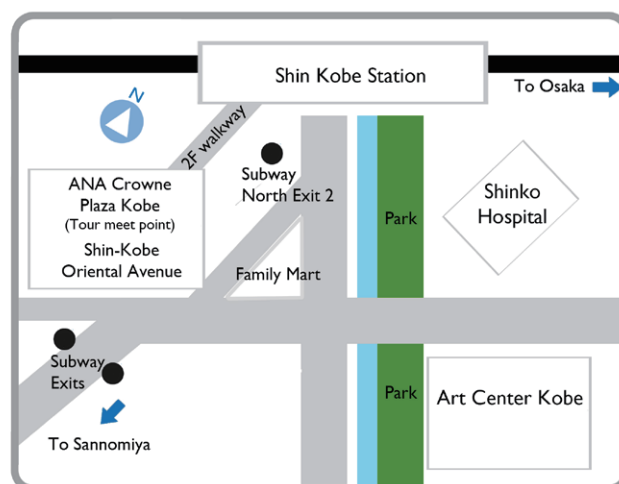 Shin Kobe Station
To Osaka
N
2F walkway
Subway
North Exit 2
ANA Crowne
Plaza Kobe
(Tour meet point)
Shin-Kobe
Oriental Avenue
Park
Shinko
Hospital
Family Mart
Subway
Exits
To Sannomiya
Park
Art Center Kobe